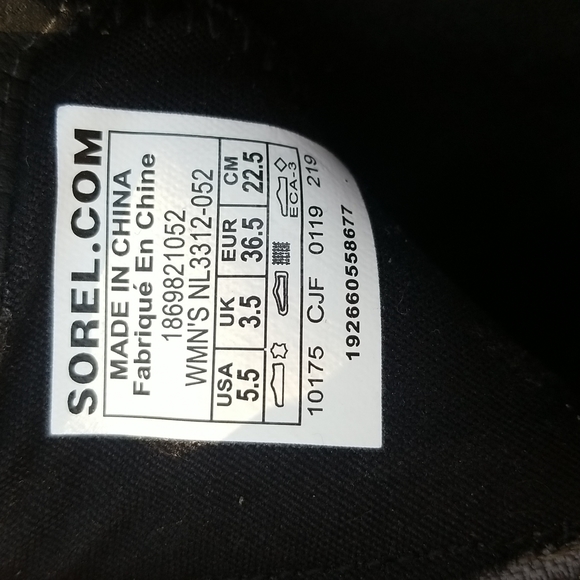 SOREL.COM
MADE IN CHINA
Fabriqué En Chine
1869821052
WMN'S NL3312-052
USA UK EUR CM
5.5 3.5 36.5 22.5
ECA-3
10175 CJF 0119 219
192660558677